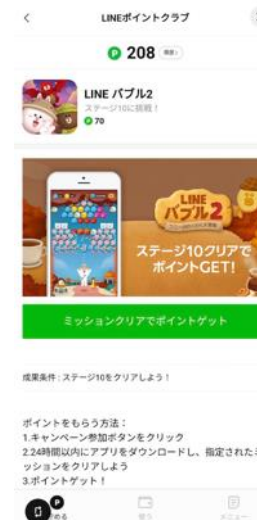 LINEポイントクラブ
P 208
LINE バブル2
ステージ10に挑戦！
P 70
LINE
バブル2
ステージ10クリアで
ポイントGET!
ミッションクリアでポイントゲット
成果条件 : ステージ10をクリアしよう！
ポイントをもらう方法：
1.キャンペーン参加ボタンをクリック
2.24時間以内にアプリをダウンロードし、指定されたミ
ッションをクリアしよう
3.ポイントゲット！
P
める
使う
メニュー